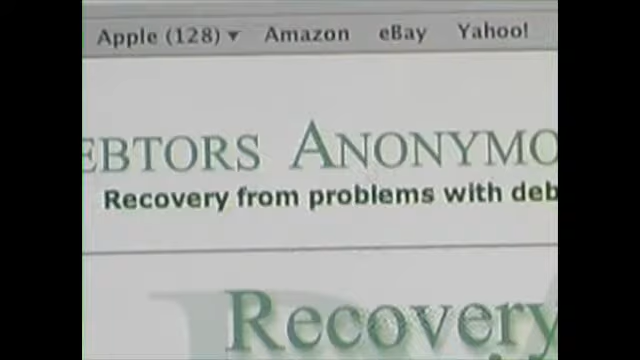 Apple (128) ▾ Amazon eBay Yahoo!
EBTORS ANONYMO
Recovery from problems with deb
Recovery